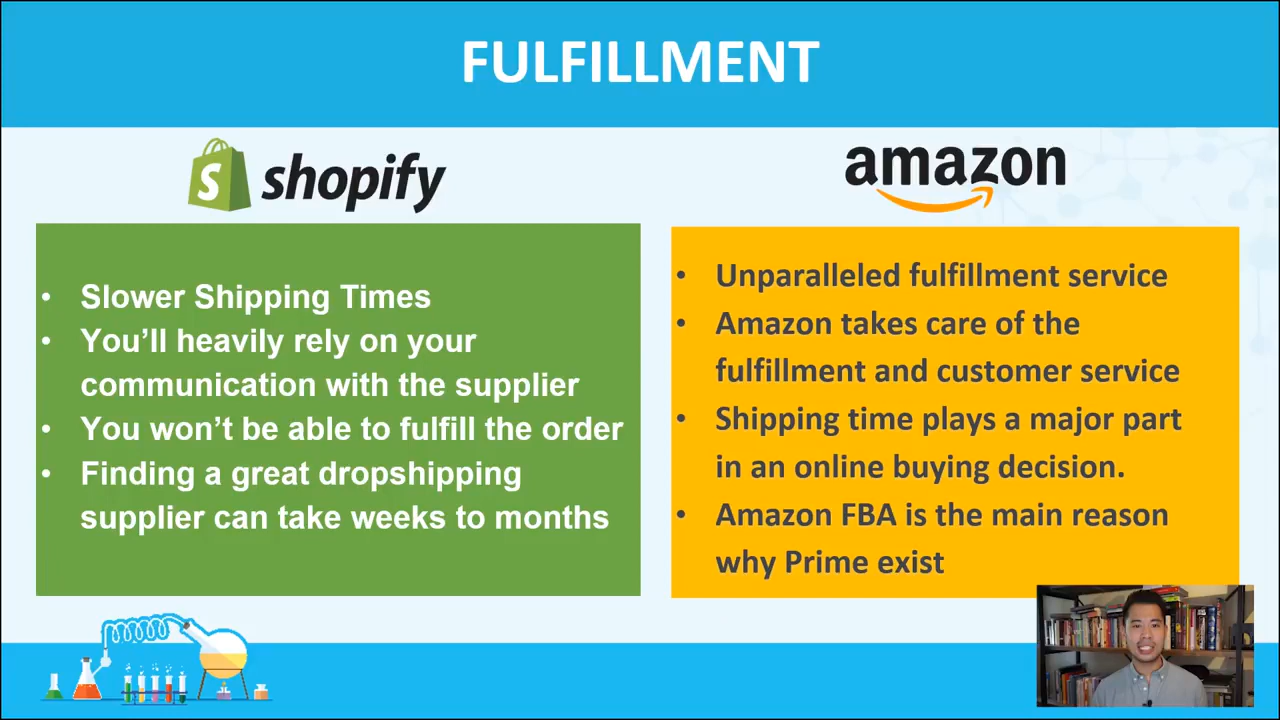 FULFILLMENT
S shopify
amazon
• Slower Shipping Times
• You’ll heavily rely on your
communication with the supplier
• You won’t be able to fulfill the order
• Finding a great dropshipping
supplier can take weeks to months
• Unparalleled fulfillment service
• Amazon takes care of the
fulfillment and customer service
• Shipping time plays a major part
in an online buying decision.
• Amazon FBA is the main reason
why Prime exist